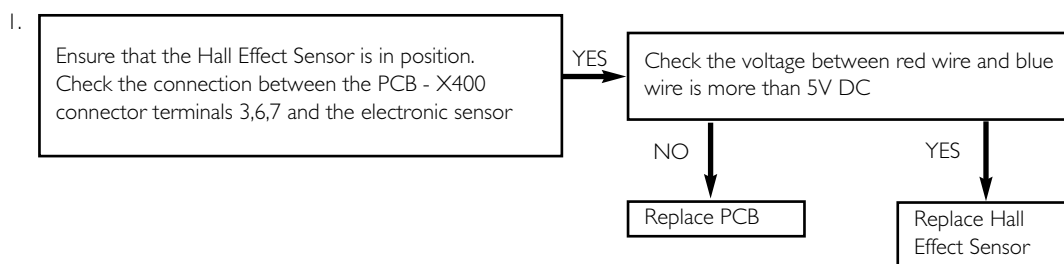 1.
Ensure that the Hall Effect Sensor is in position.
Check the connection between the PCB - X400
connector terminals 3,6,7 and the electronic sensor
YES
Check the voltage between red wire and blue
wire is more than 5V DC
NO
YES
Replace PCB
Replace Hall
Effect Sensor